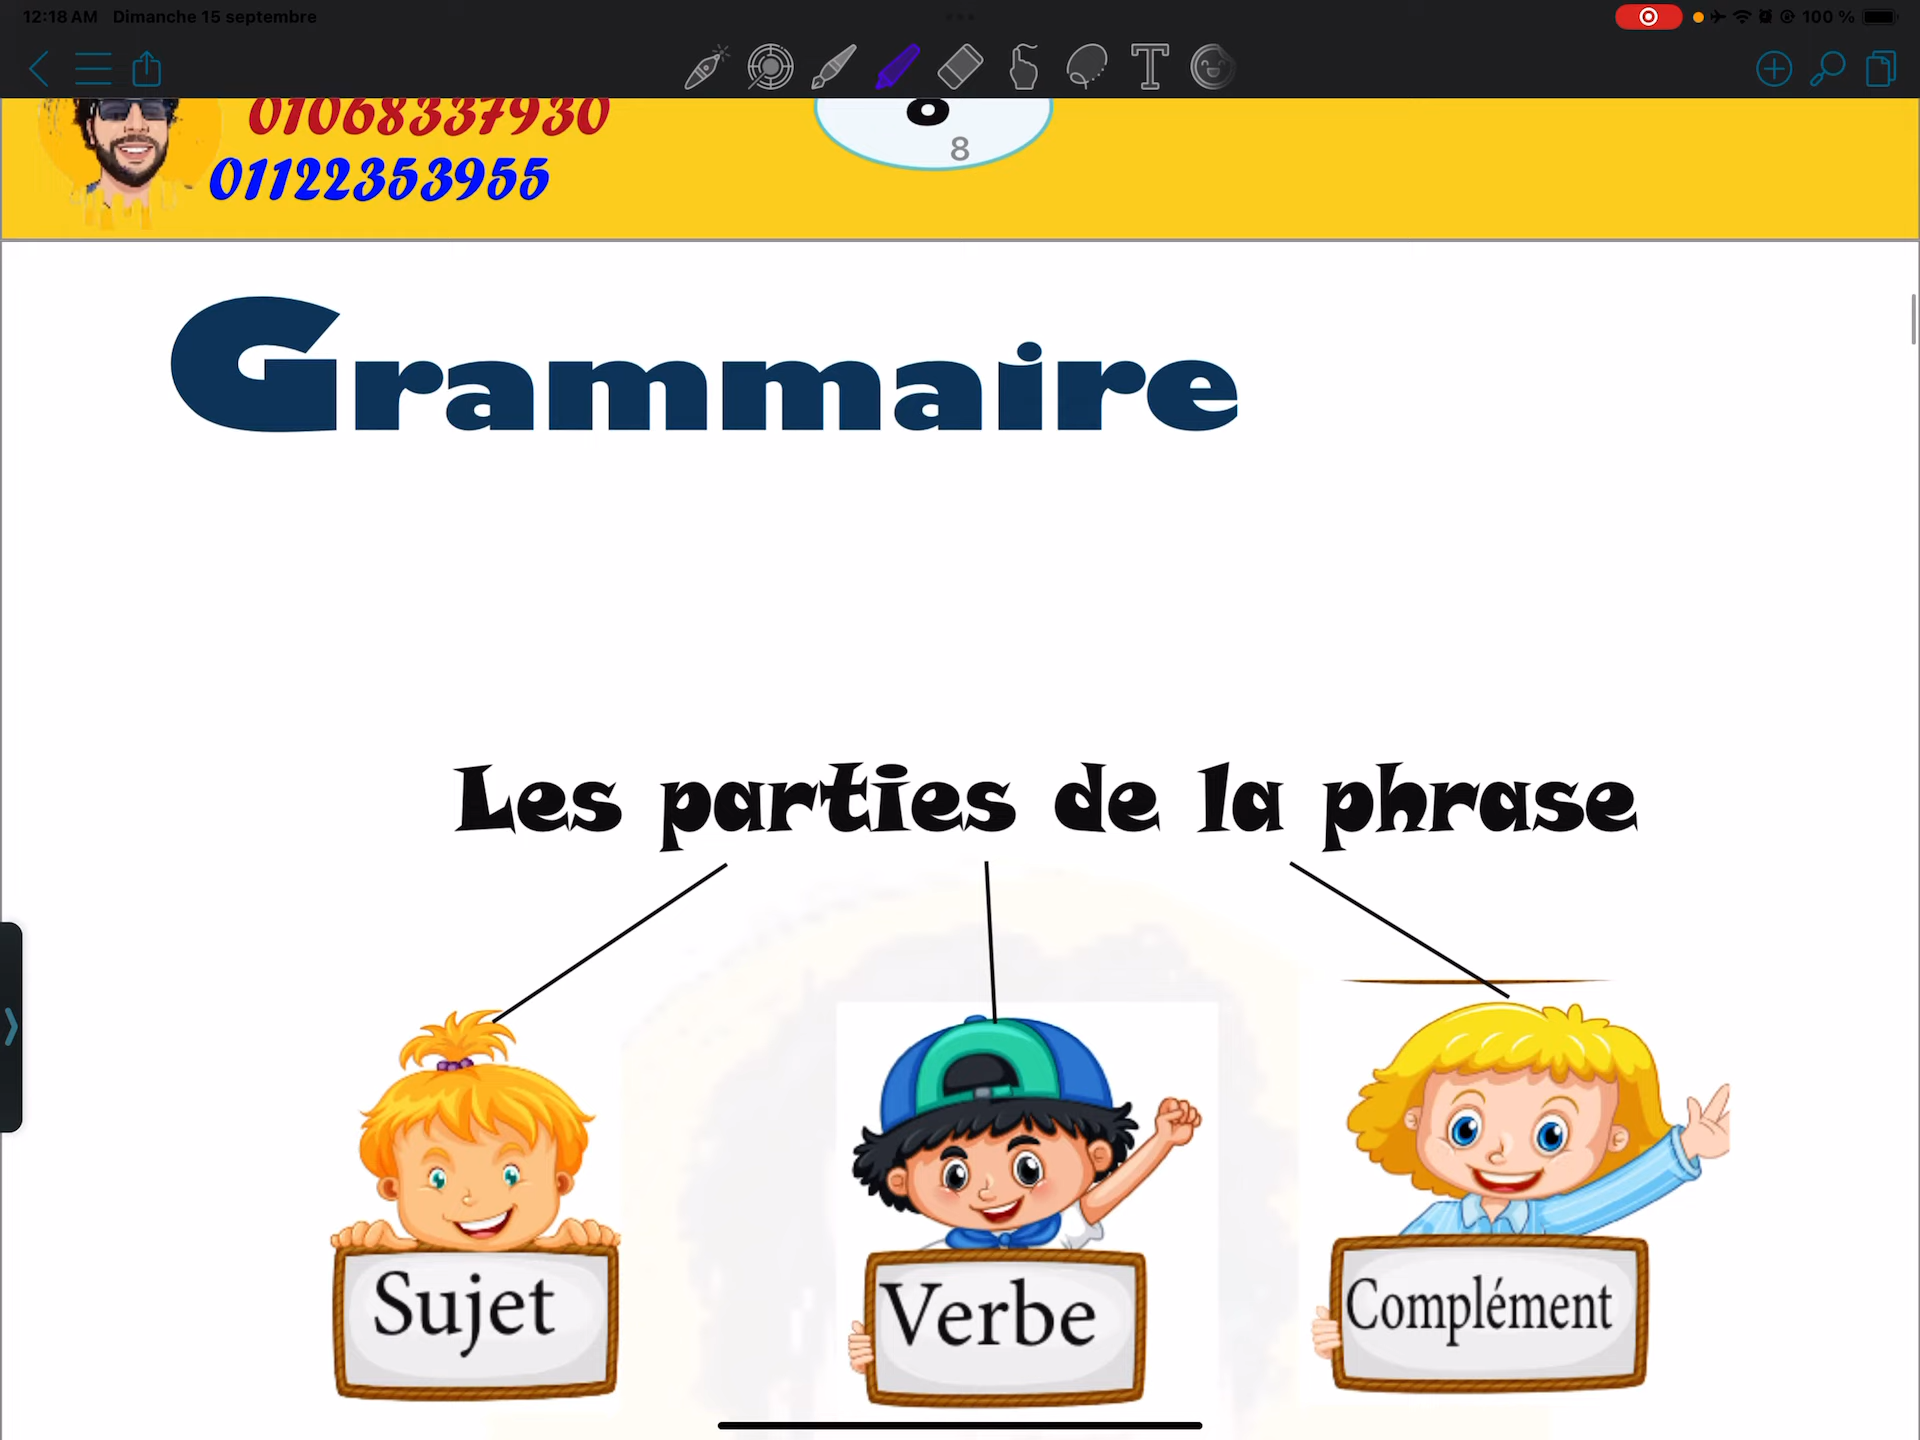 12:18 AM Dimanche 15 septembre
100 %
01068337930
01122353955
8
Grammaire
Les parties de la phrase
Sujet
Verbe
Complément